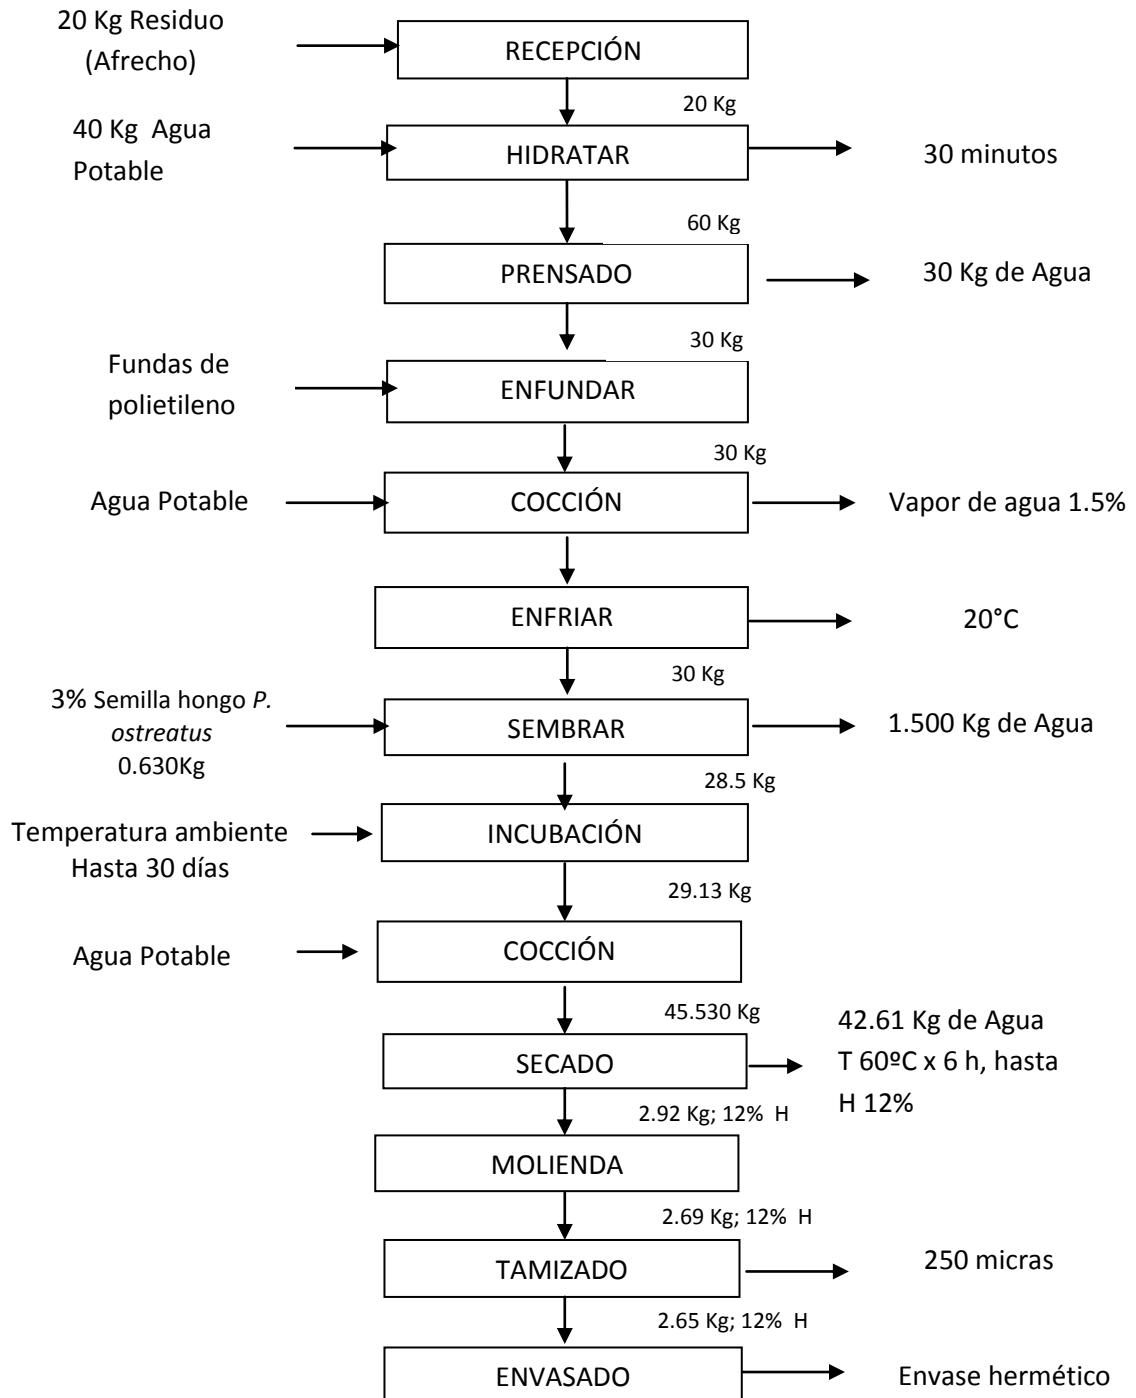 20 Kg Residuo
(Afrecho)
RECEPCIÓN
20 Kg
40 Kg  Agua
Potable
HIDRATAR
30 minutos
60 Kg
PRENSADO
30 Kg de Agua
30 Kg
Fundas de
polietileno
ENFUNDAR
30 Kg
Agua Potable
COCCIÓN
Vapor de agua 1.5%
ENFRIAR
20°C
30 Kg
3% Semilla hongo P.
ostreatus
0.630Kg
SEMBRAR
1.500 Kg de Agua
28.5 Kg
Temperatura ambiente
Hasta 30 días
INCUBACIÓN
29.13 Kg
Agua Potable
COCCIÓN
45.530 Kg
SECADO
42.61 Kg de Agua
T 60ºC x 6 h, hasta
H 12%
2.92 Kg; 12%  H
MOLIENDA
2.69 Kg; 12%  H
TAMIZADO
250 micras
2.65 Kg; 12%  H
ENVASADO
Envase hermético